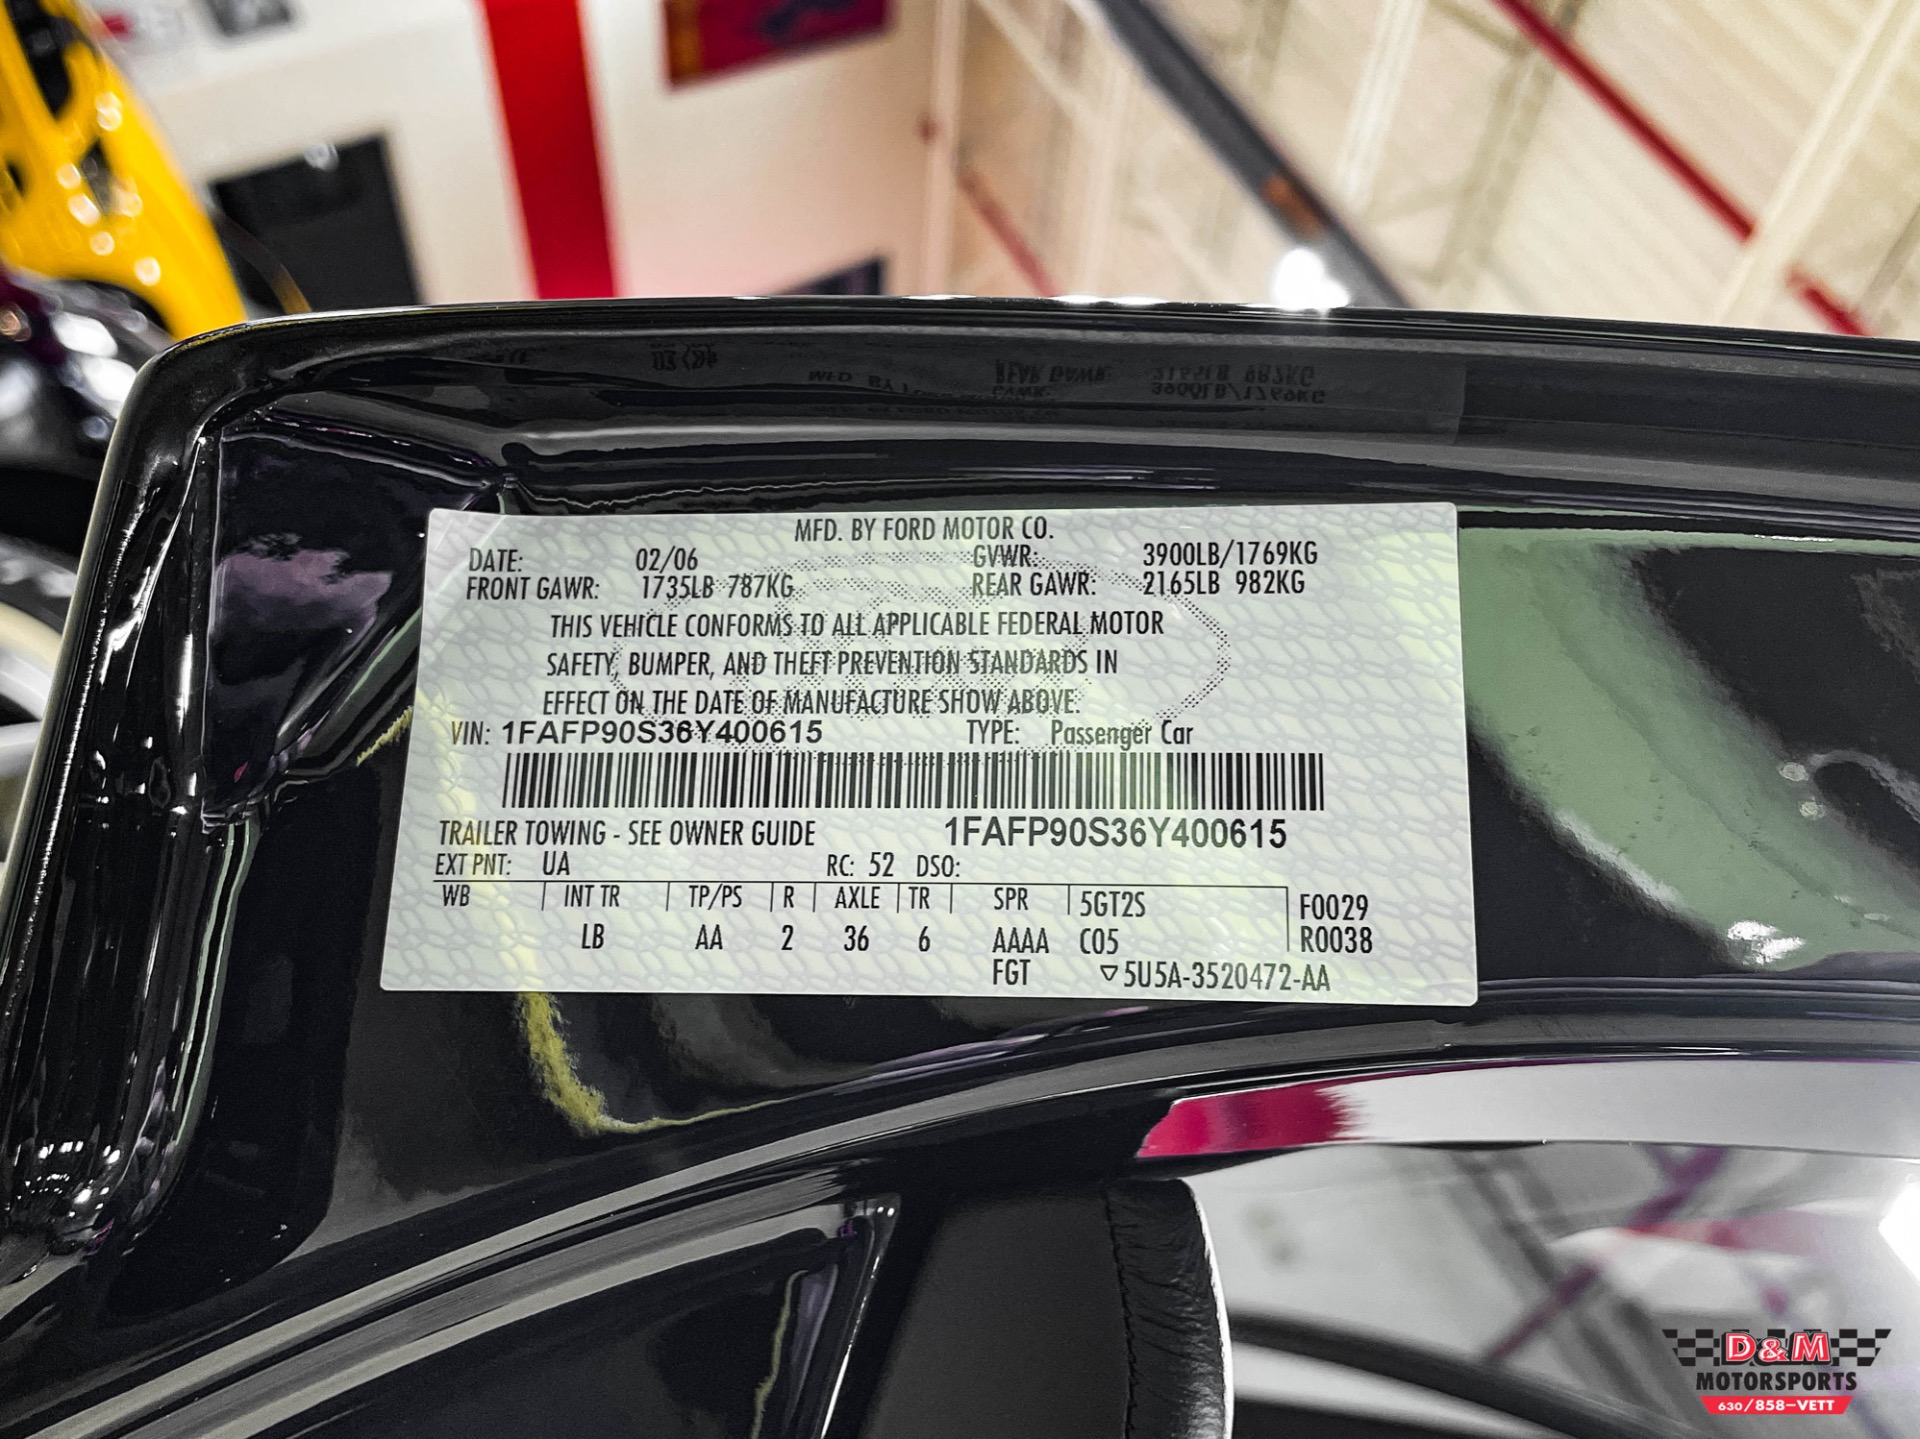 MFD. BY FORD MOTOR CO.
DATE: 02/06 GVWR: 3900LB/1769KG
FRONT GAWR: 1735LB 787KG REAR GAWR: 2165LB 982KG
THIS VEHICLE CONFORMS TO ALL APPLICABLE FEDERAL MOTOR
SAFETY, BUMPER, AND THEFT PREVENTION STANDARDS IN
EFFECT ON THE DATE OF MANUFACTURE SHOW ABOVE.
VIN: 1FAFP90S36Y400615 TYPE: Passenger Car
TRAILER TOWING - SEE OWNER GUIDE 1FAFP90S36Y400615
EXT PNT: UA RC: 52 DSO:
WB INT TR TP/PS R AXLE TR SPR 5GT2S F0029
LB AA 2 36 6 AAAA C05 R0038
FGT ▽5U5A-3520472-AA
D&M
MOTORSPORTS
630/858-VETT